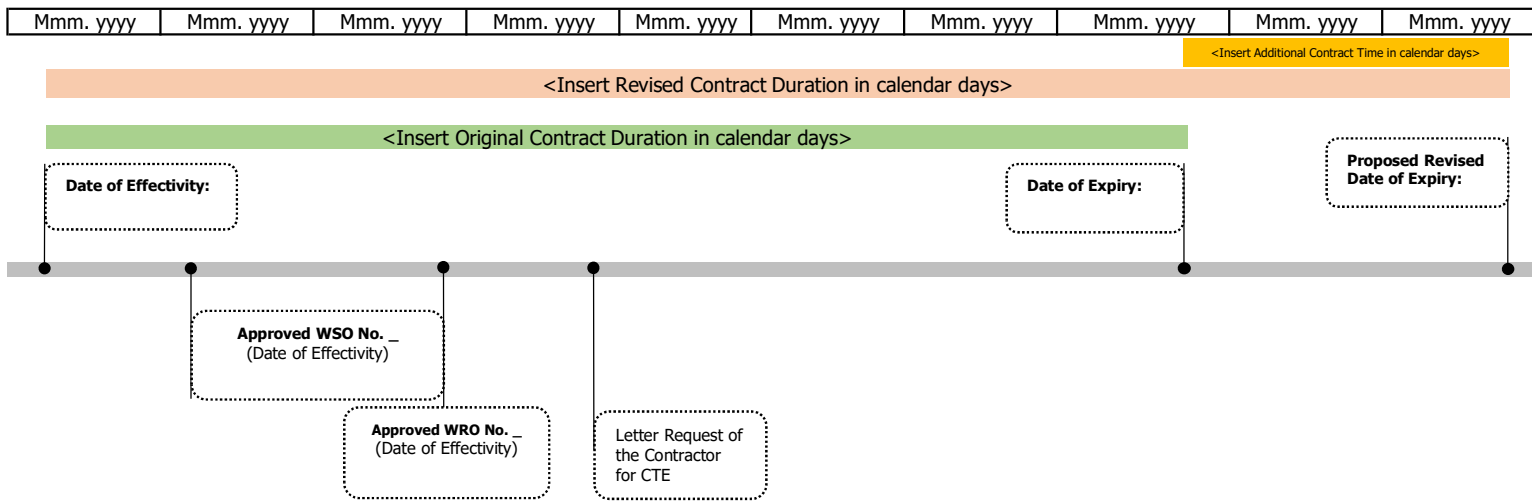 Mmm. yyyy Mmm. yyyy Mmm. yyyy Mmm. yyyy Mmm. yyyy Mmm. yyyy Mmm. yyyy Mmm. yyyy Mmm. yyyy Mmm. yyyy
<Insert Additional Contract Time in calendar days>
<Insert Revised Contract Duration in calendar days>
<Insert Original Contract Duration in calendar days>
Date of Effectivity:
Date of Expiry:
Proposed Revised
Date of Expiry:
Approved WSO No. _
(Date of Effectivity)
Approved WRO No. _
(Date of Effectivity)
Letter Request of
the Contractor
for CTE